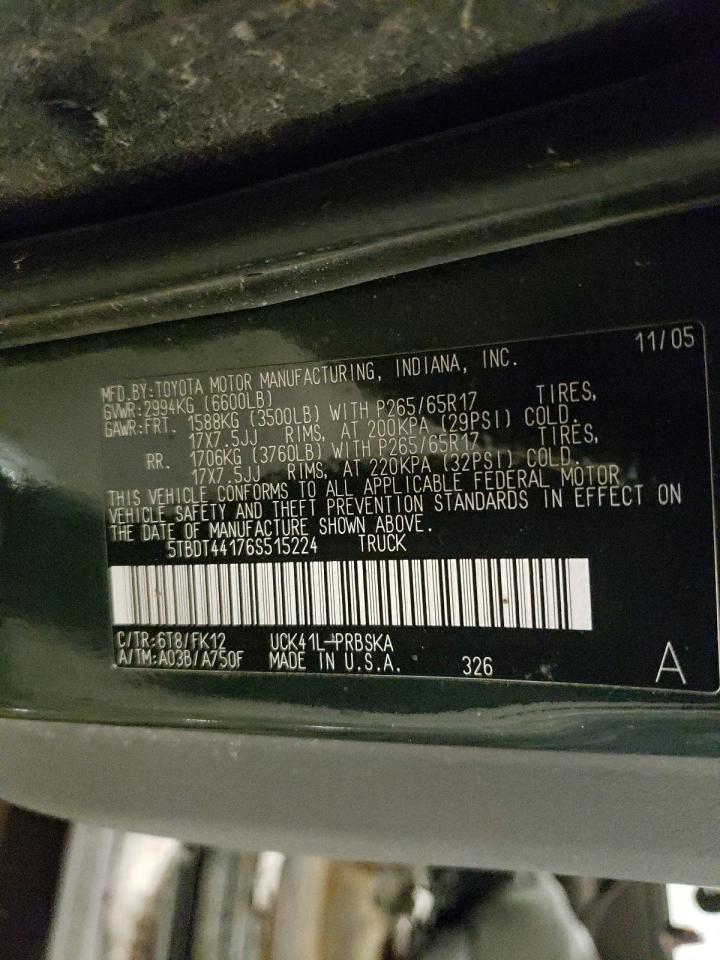 11/05
MFD.BY:TOYOTA MOTOR MANUFACTURING, INDIANA, INC.
GVWR:2994KG (6600LB)
GAWR:FRT. 1588KG (3500LB) WITH P265/65R17 TIRES,
17X7.5JJ RIMS, AT 200KPA (29PSI) COLD.
RR. 1706KG (3760LB) WITH P265/65R17 TIRES,
17X7.5JJ RIMS, AT 220KPA (32PSI) COLD.
THIS VEHICLE CONFORMS TO ALL APPLICABLE FEDERAL MOTOR
VEHICLE SAFETY AND THEFT PREVENTION STANDARDS IN EFFECT ON
THE DATE OF MANUFACTURE SHOWN ABOVE.
5TBDT44176S515224 TRUCK
C/TR:6T8/FK12 UCK41L-PRBSKA
A/TM:A03B/A750F MADE IN U.S.A. 326
A